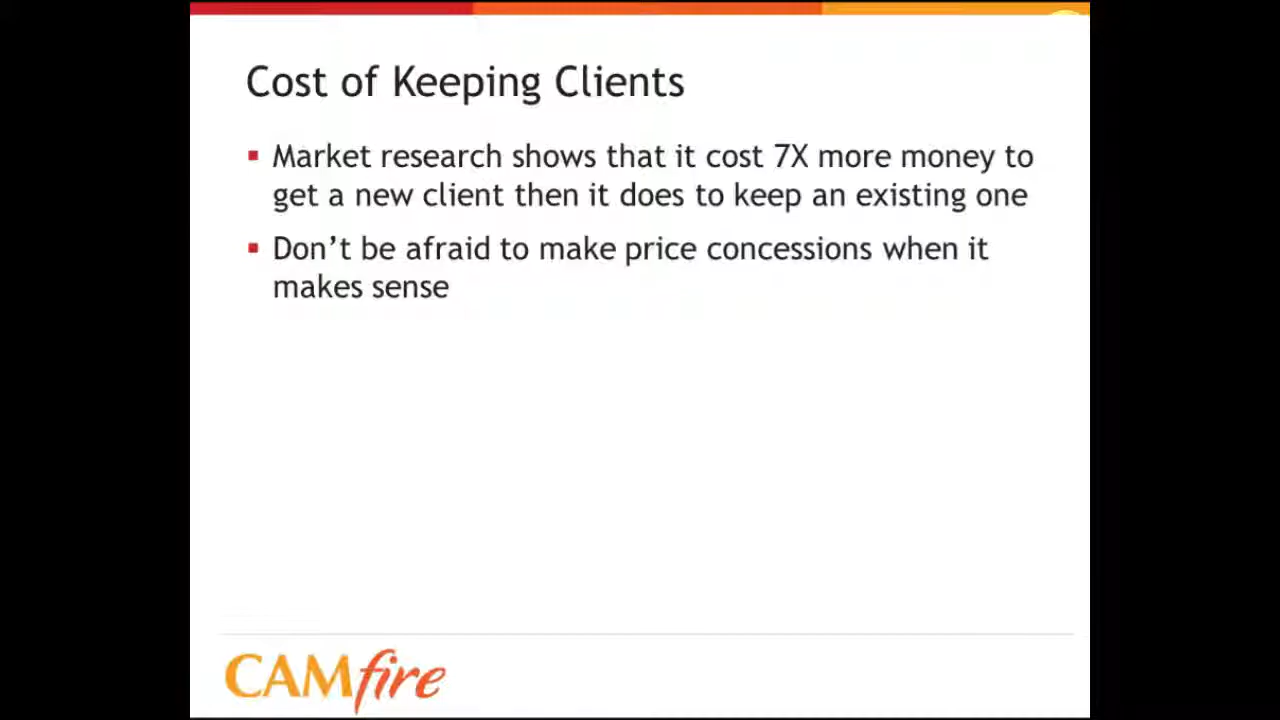 Cost of Keeping Clients
▪ Market research shows that it cost 7X more money to
get a new client then it does to keep an existing one
▪ Don’t be afraid to make price concessions when it
makes sense
CAMfire